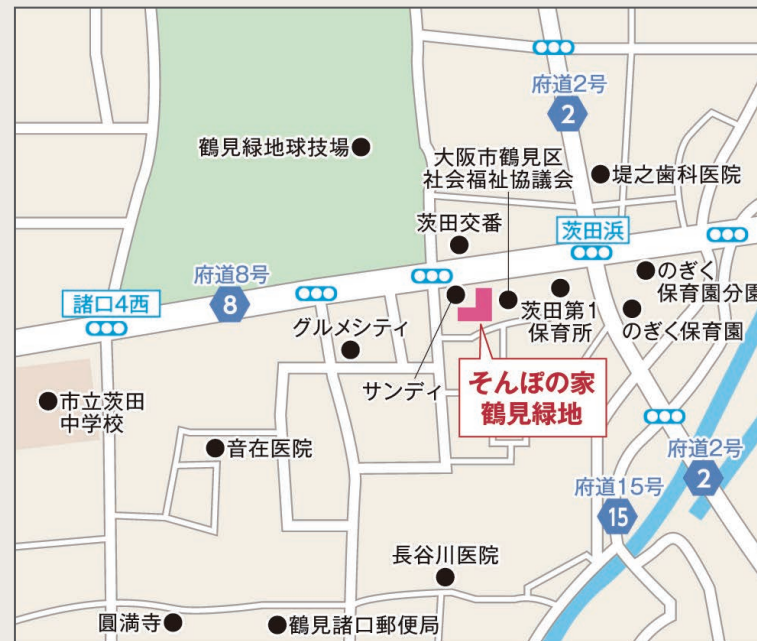 府道2号
2
鶴見緑地球技場
大阪市鶴見区
社会福祉協議会
堤之歯科医院
茨田交番
茨田浜
府道8号
8
諸口4西
のぎく
保育園分園
茨田第1
保育所
のぎく保育園
グルメシティ
サンディ
そんぽの家
鶴見緑地
市立茨田
中学校
音在医院
府道2号
2
府道15号
15
長谷川医院
圓満寺
鶴見諸口郵便局